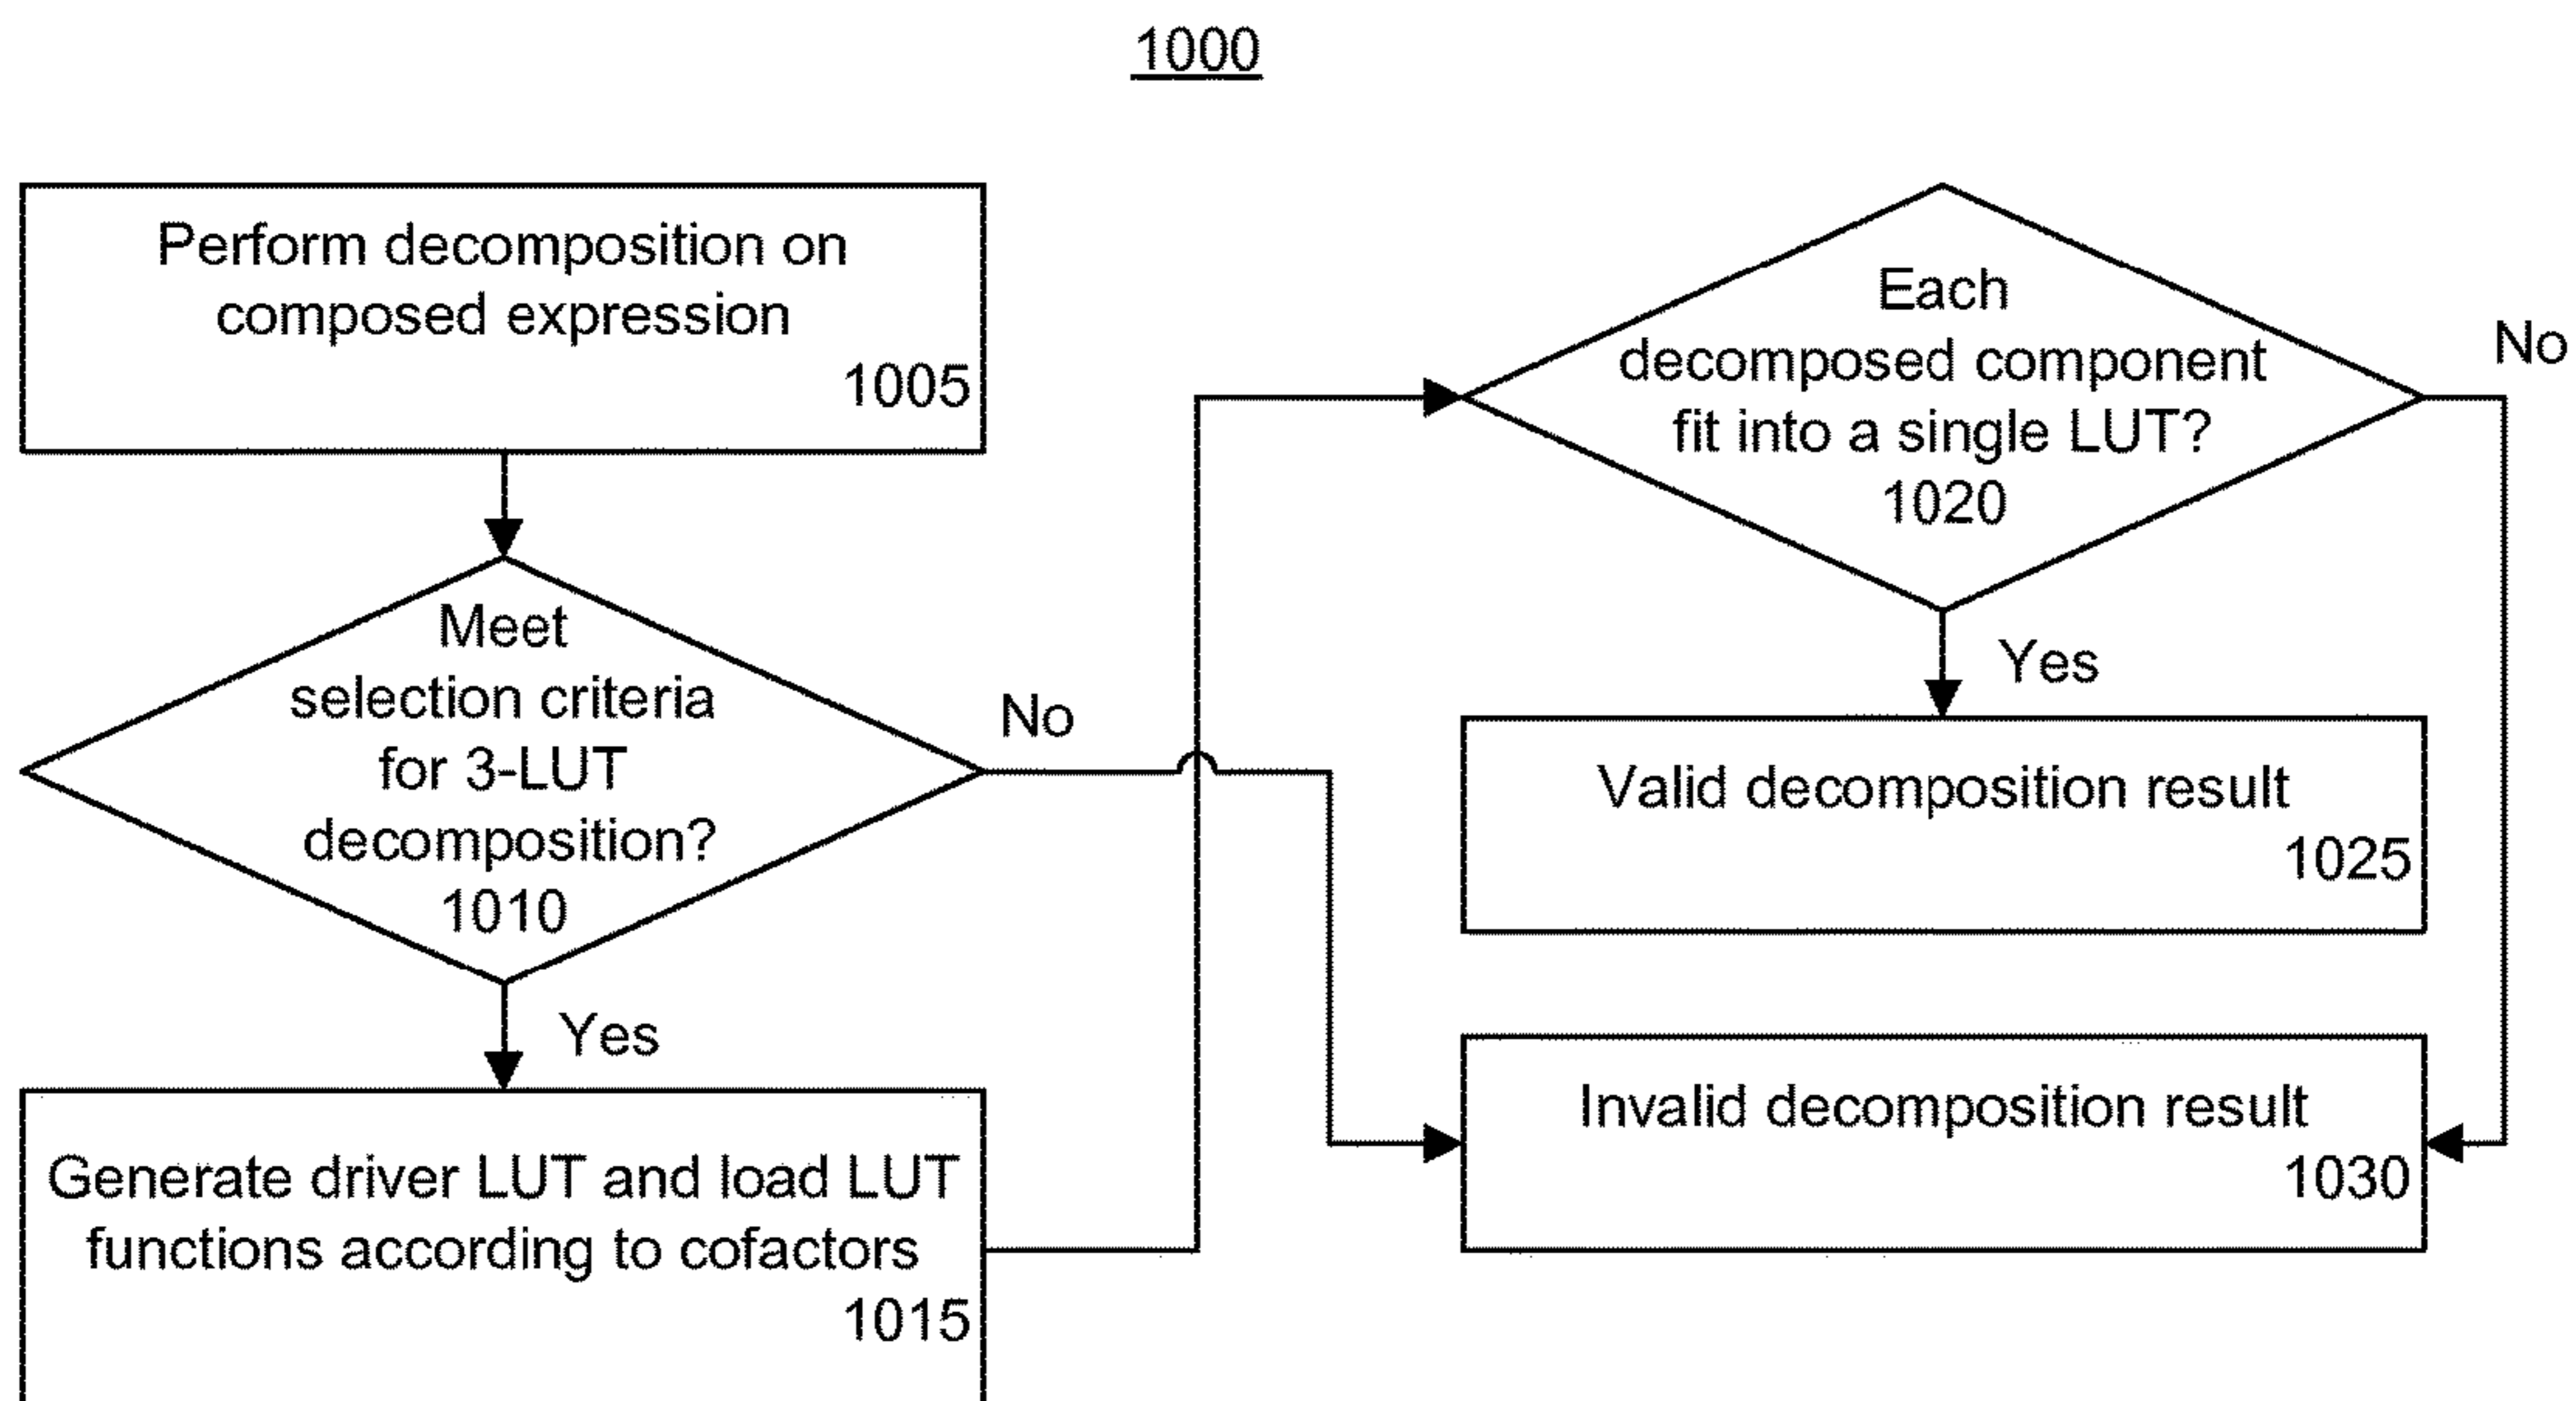 1000
Perform decomposition on
composed expression
1005
Meet
selection criteria
for 3-LUT
decomposition?
1010
No
Yes
Generate driver LUT and load LUT
functions according to cofactors
1015
Each
decomposed component
fit into a single LUT?
1020
No
Yes
Valid decomposition result
1025
Invalid decomposition result
1030